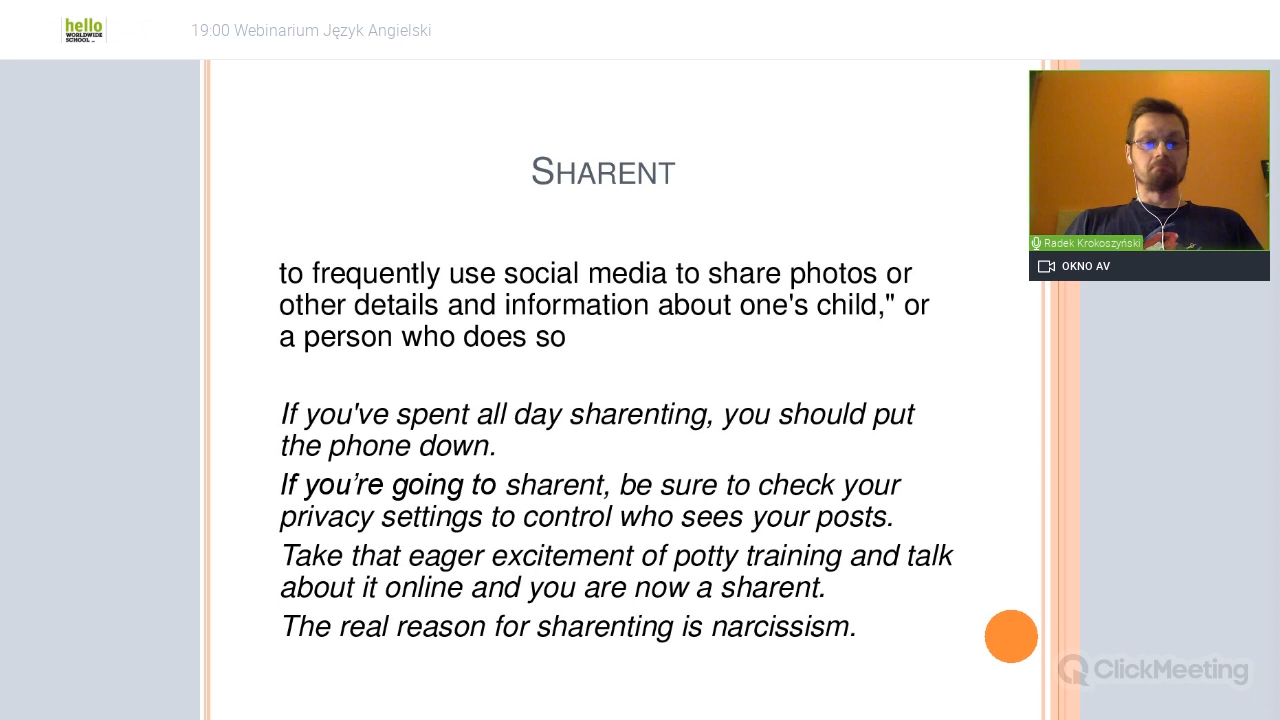 hello
WORLDWIDE
SCHOOL
19:00 Webinarium Język Angielski
SHARENT
to frequently use social media to share photos or
other details and information about one's child," or
a person who does so
If you've spent all day sharenting, you should put
the phone down.
If you’re going to sharent, be sure to check your
privacy settings to control who sees your posts.
Take that eager excitement of potty training and talk
about it online and you are now a sharent.
The real reason for sharenting is narcissism.
Radek Krokoszyński
OKNO AV
ClickMeeting